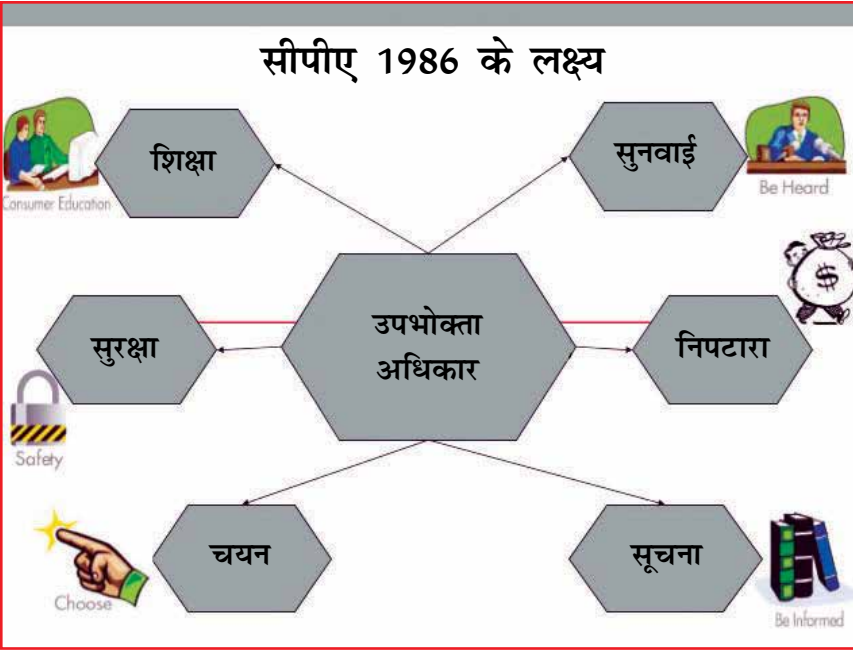 सीपीए 1986 के लक्ष्य
शिक्षा
Consumer Education
सुनवाई
Be Heard
$
उपभोक्ता
अधिकार
सुरक्षा
Safety
निपटारा
चयन
Choose
सूचना
Be Informed